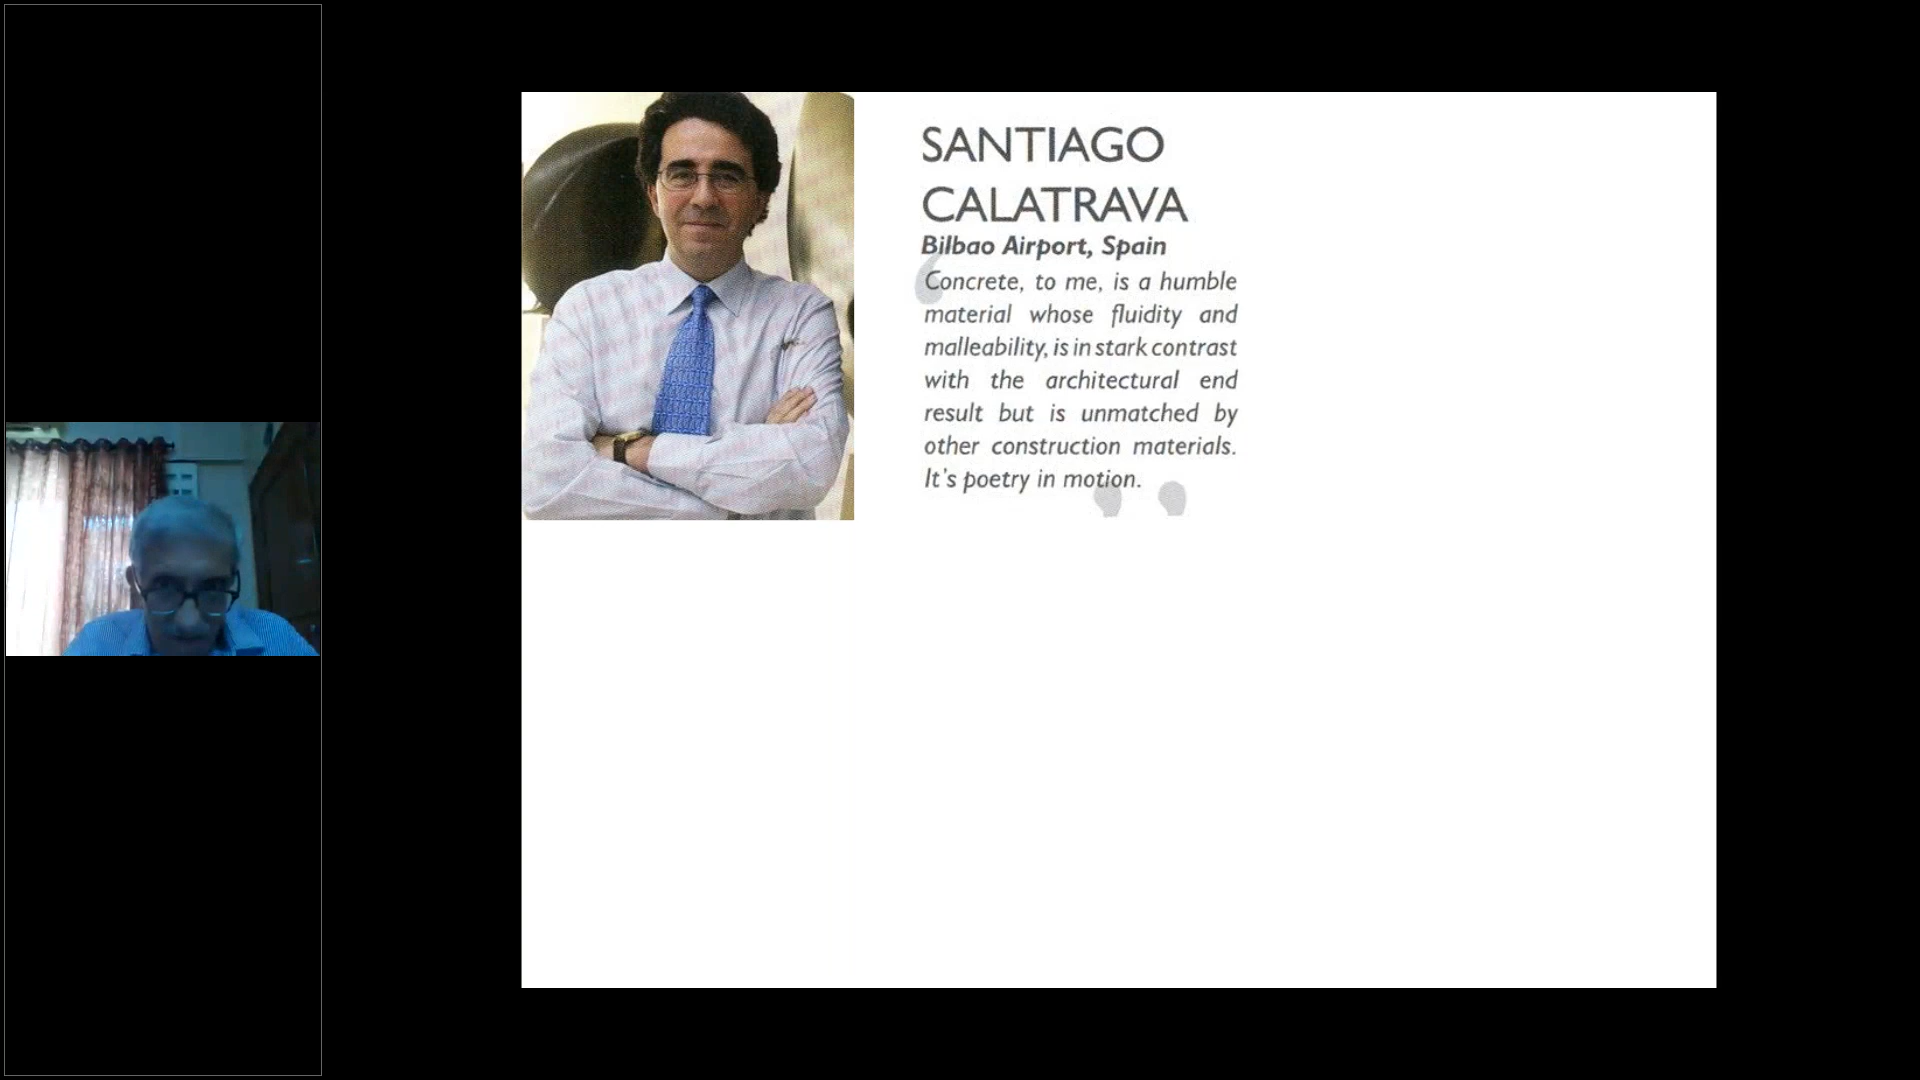 SANTIAGO
CALATRAVA
Bilbao Airport, Spain
Concrete, to me, is a humble
material whose fluidity and
malleability, is in stark contrast
with the architectural end
result but is unmatched by
other construction materials.
It's poetry in motion.